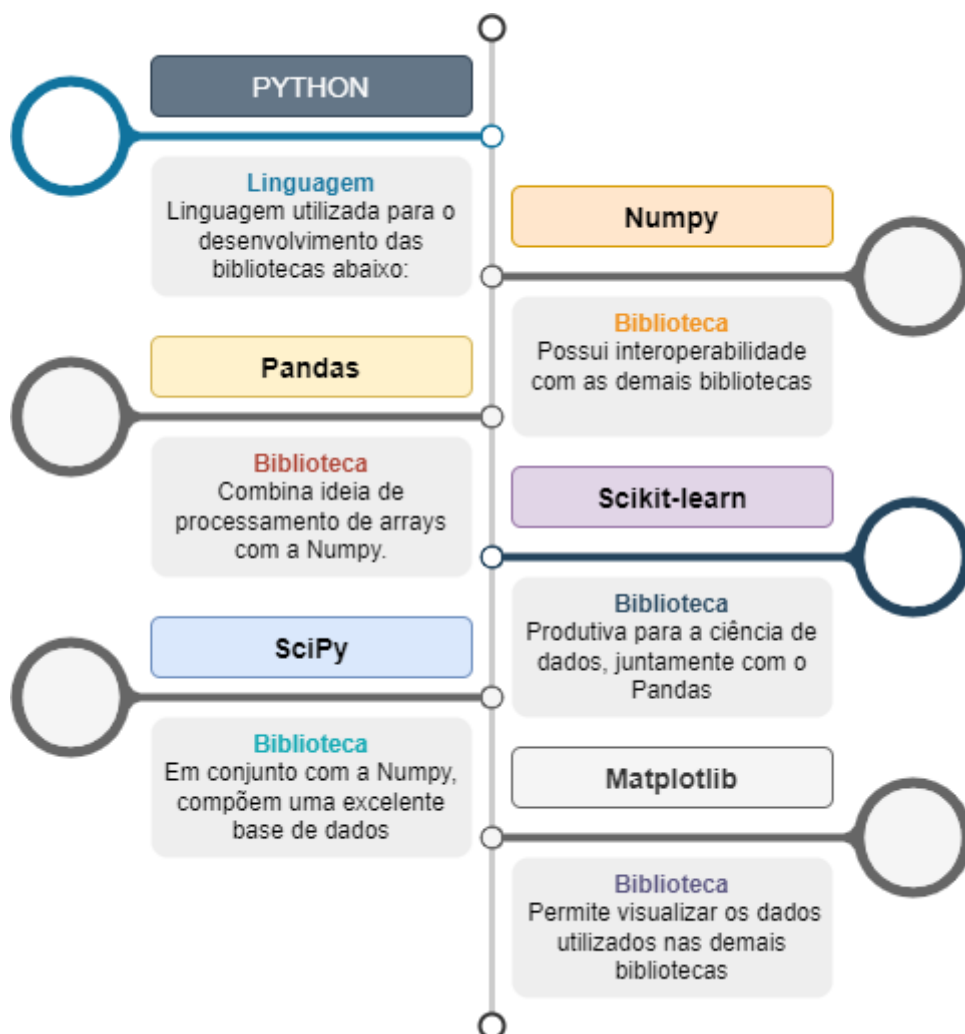 PYTHON
Linguagem
Linguagem utilizada para o
desenvolvimento das
bibliotecas abaixo:
Numpy
Biblioteca
Possui interoperabilidade
com as demais bibliotecas
Pandas
Biblioteca
Combina ideia de
processamento de arrays
com a Numpy.
Scikit-learn
Biblioteca
Produtiva para a ciência de
dados, juntamente com o
Pandas
SciPy
Biblioteca
Em conjunto com a Numpy,
compõem uma excelente
base de dados
Matplotlib
Biblioteca
Permite visualizar os dados
utilizados nas demais
bibliotecas